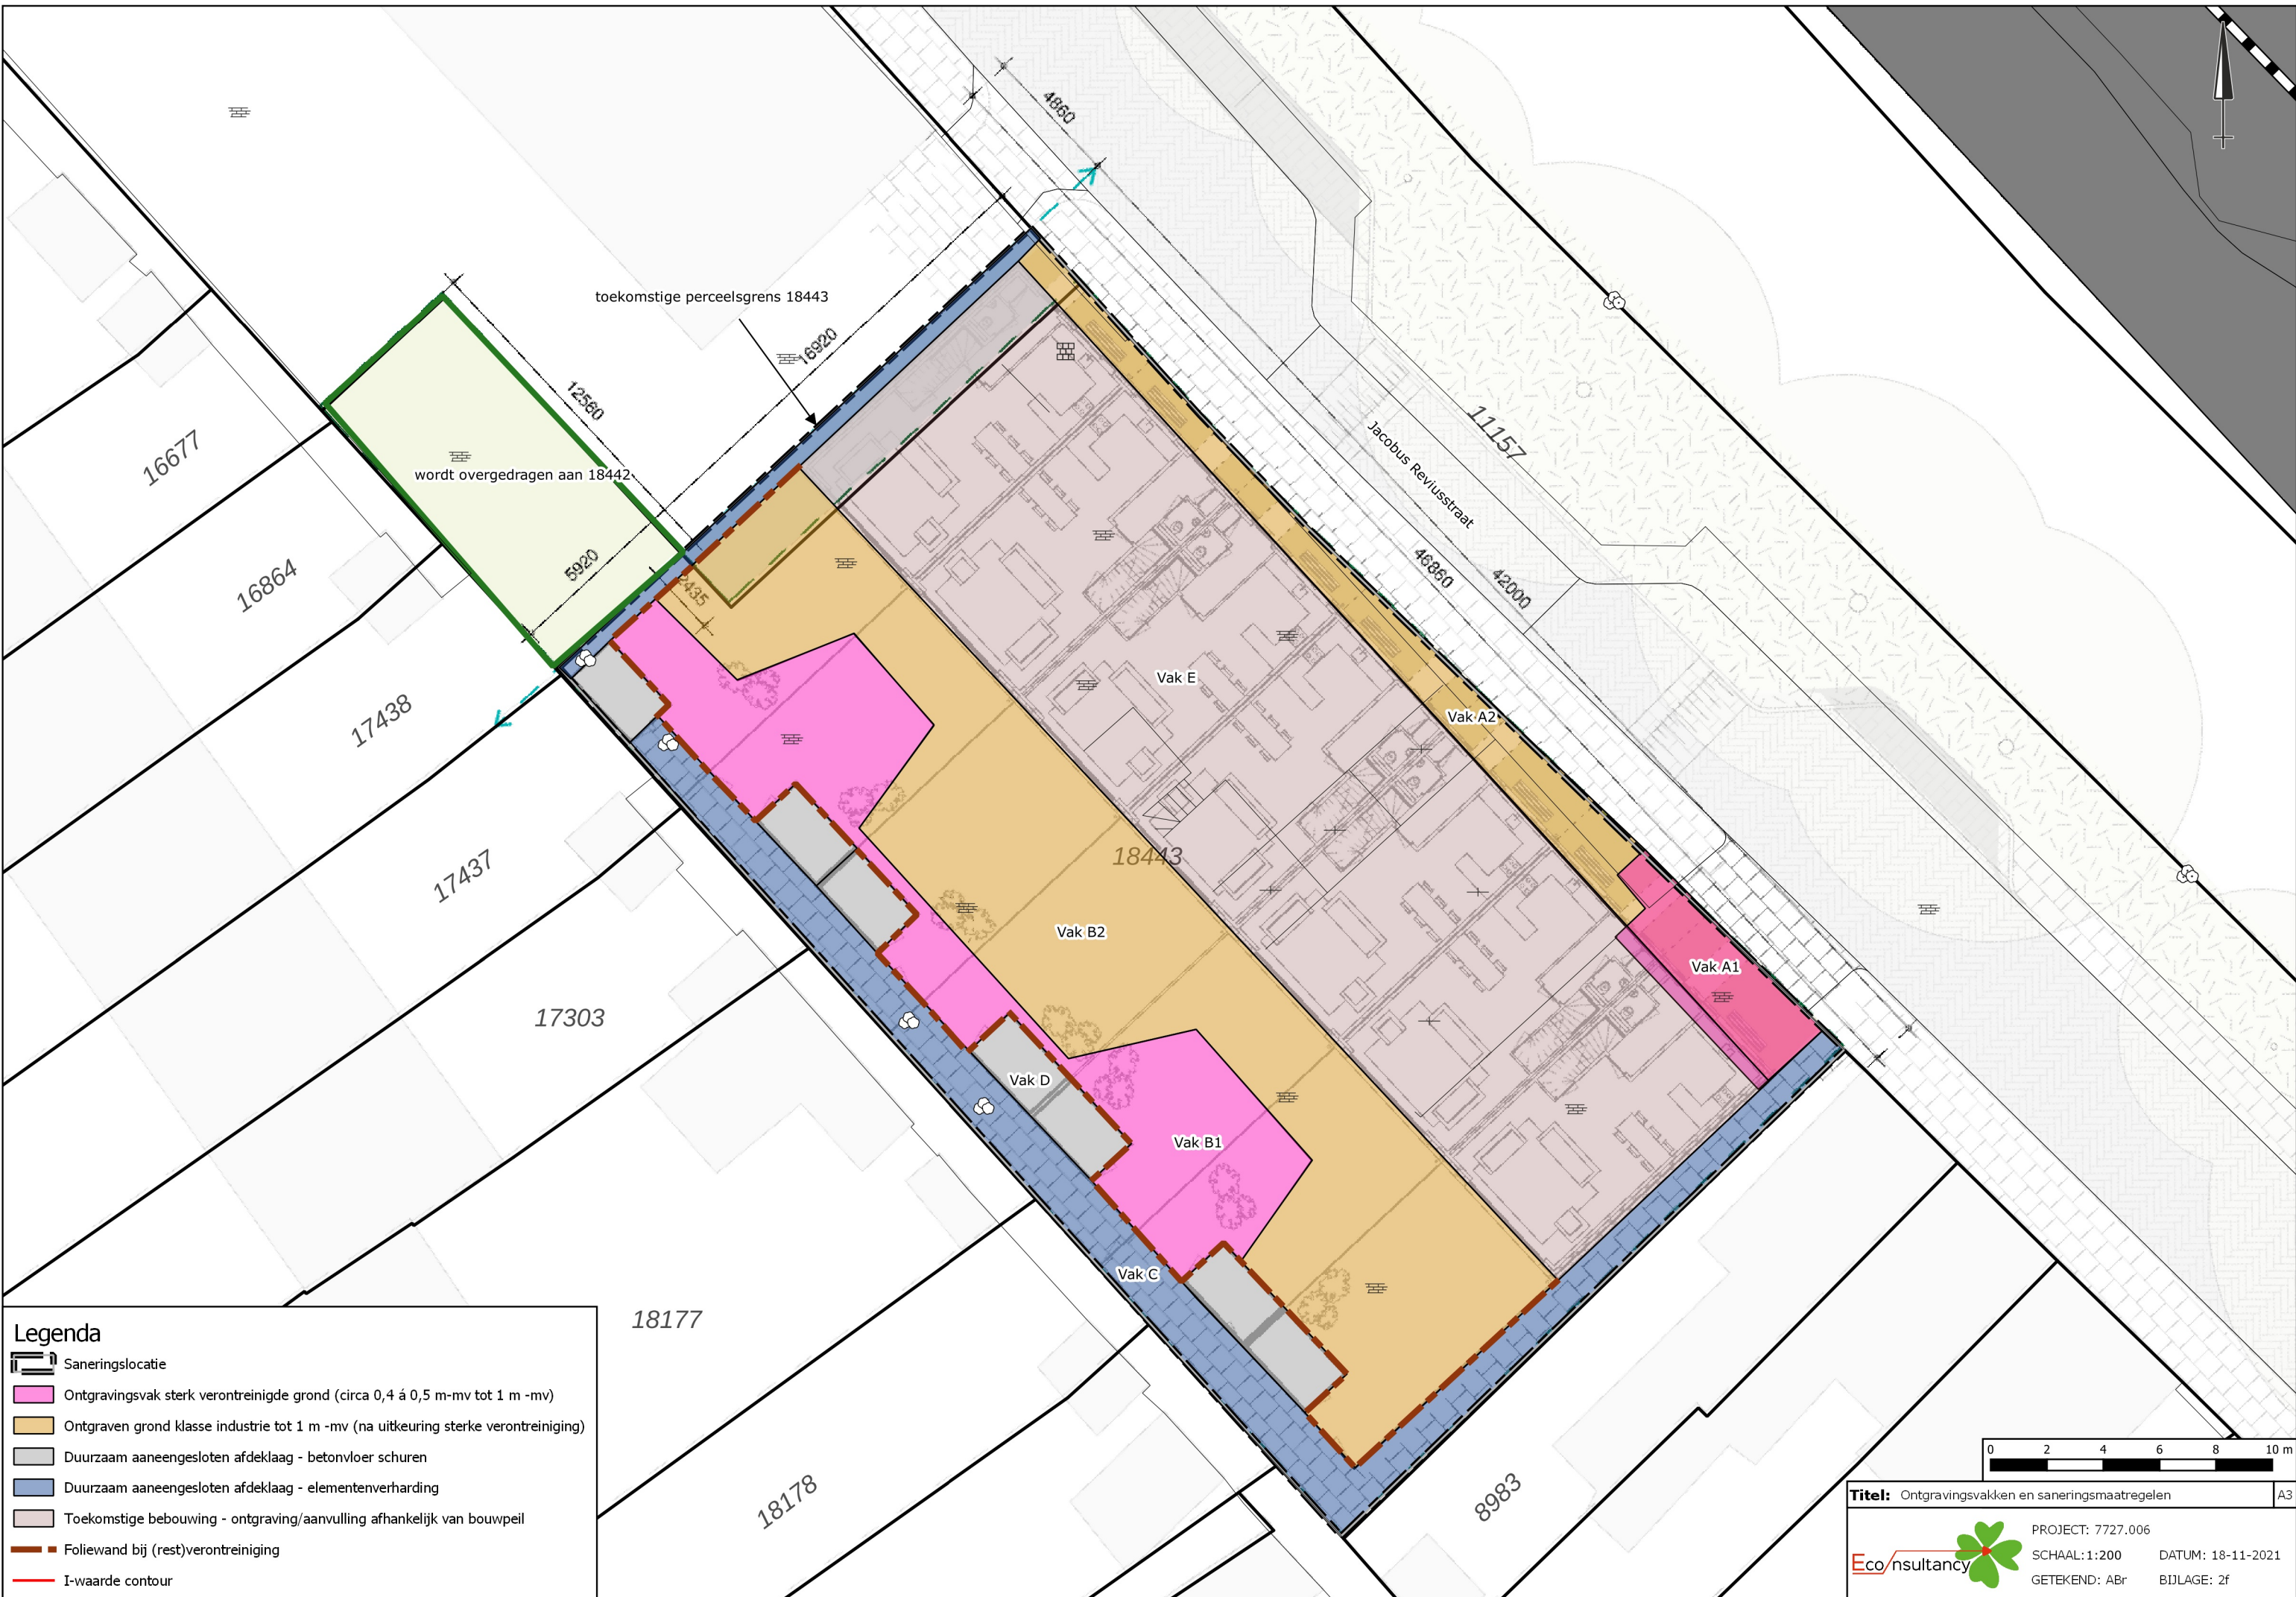 4860
toekomstige perceelsgrens 18443
16920
12560
wordt overgedragen aan 18442
5920
2435
16677
16864
17438
17437
17303
18177
18178
8983
11157
Jacobus Reviusstraat
46860
42000
Vak E
Vak A2
18443
Vak B2
Vak A1
Vak D
Vak B1
Vak C
Legenda
Saneringslocatie
Ontgravingsvak sterk verontreinigde grond (circa 0,4 á 0,5 m-mv tot 1 m -mv)
Ontgraven grond klasse industrie tot 1 m -mv (na uitkeuring sterke verontreiniging)
Duurzaam aaneengesloten afdeklaag - betonvloer schuren
Duurzaam aaneengesloten afdeklaag - elementenverharding
Toekomstige bebouwing - ontgraving/aanvulling afhankelijk van bouwpeil
Foliewand bij (rest)verontreiniging
I-waarde contour
0 2 4 6 8 10 m
Titel: Ontgravingsvakken en saneringsmaatregelen A3
Econsultancy
PROJECT: 7727.006
SCHAAL:1:200 DATUM: 18-11-2021
GETEKEND: ABr BIJLAGE: 2f